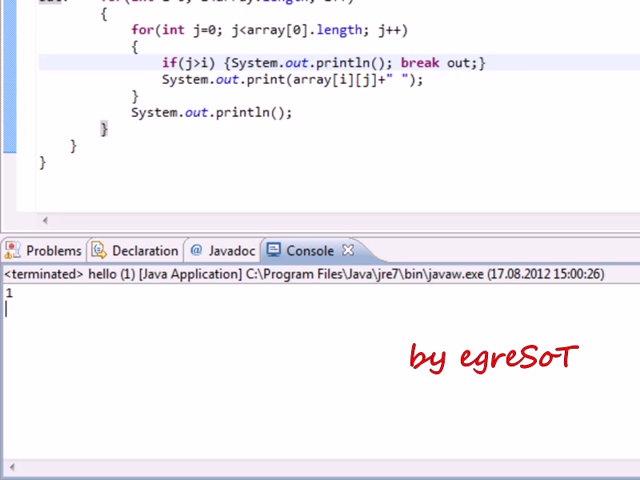 {
for(int j=0; j<array[0].length; j++)
{
if(j>i) {System.out.println(); break out;}
System.out.print(array[i][j]+" ");
}
System.out.println();
}
}
}
Problems Declaration @ Javadoc Console
<terminated> hello (1) [Java Application] C:\Program Files\Java\jre7\bin\javaw.exe (17.08.2012 15:00:26)
1
by egreSoT